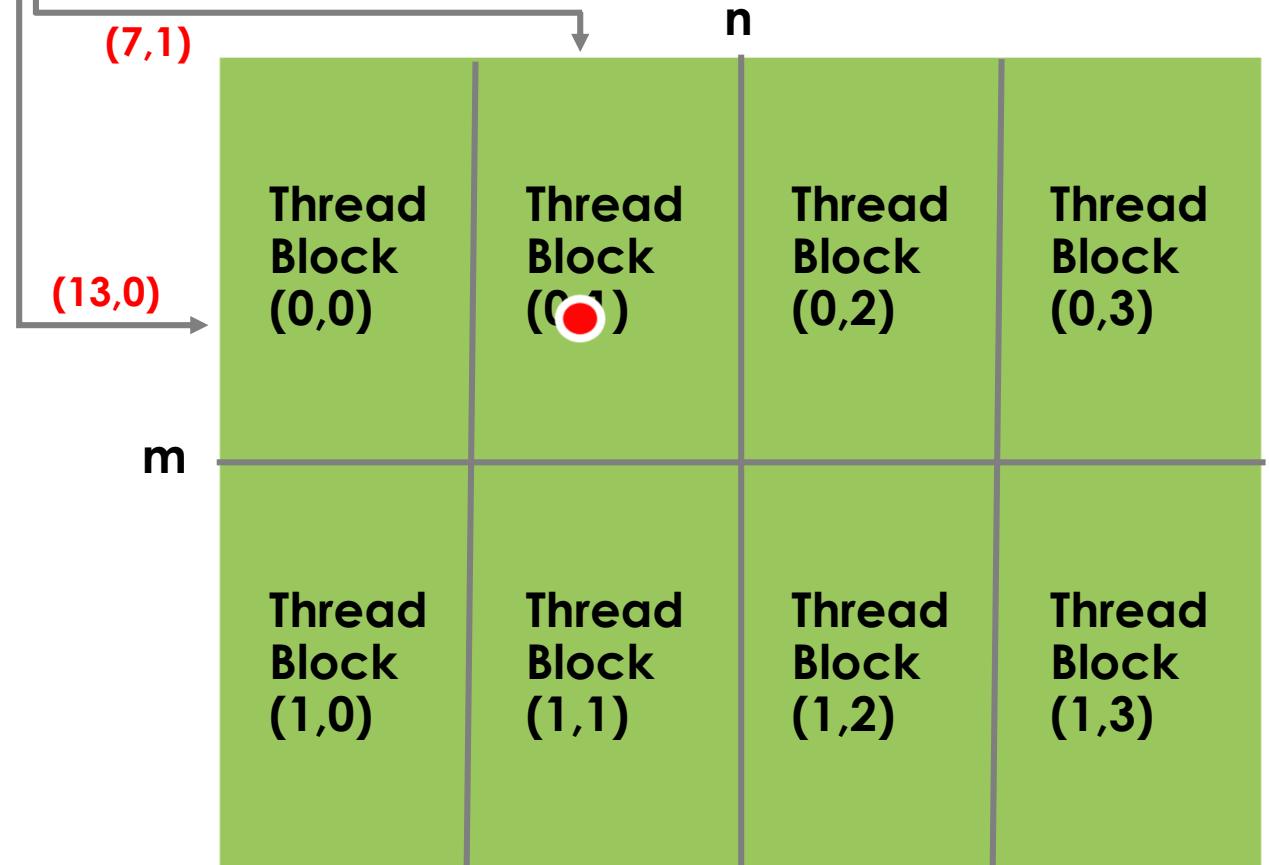 n
(7,1)
Thread
Block
(0,0)
Thread
Block
Thread
Block
(0,2)
Thread
Block
(0,3)
(13,0)
m
Thread
Block
(1,0)
Thread
Block
(1,1)
Thread
Block
(1,2)
Thread
Block
(1,3)